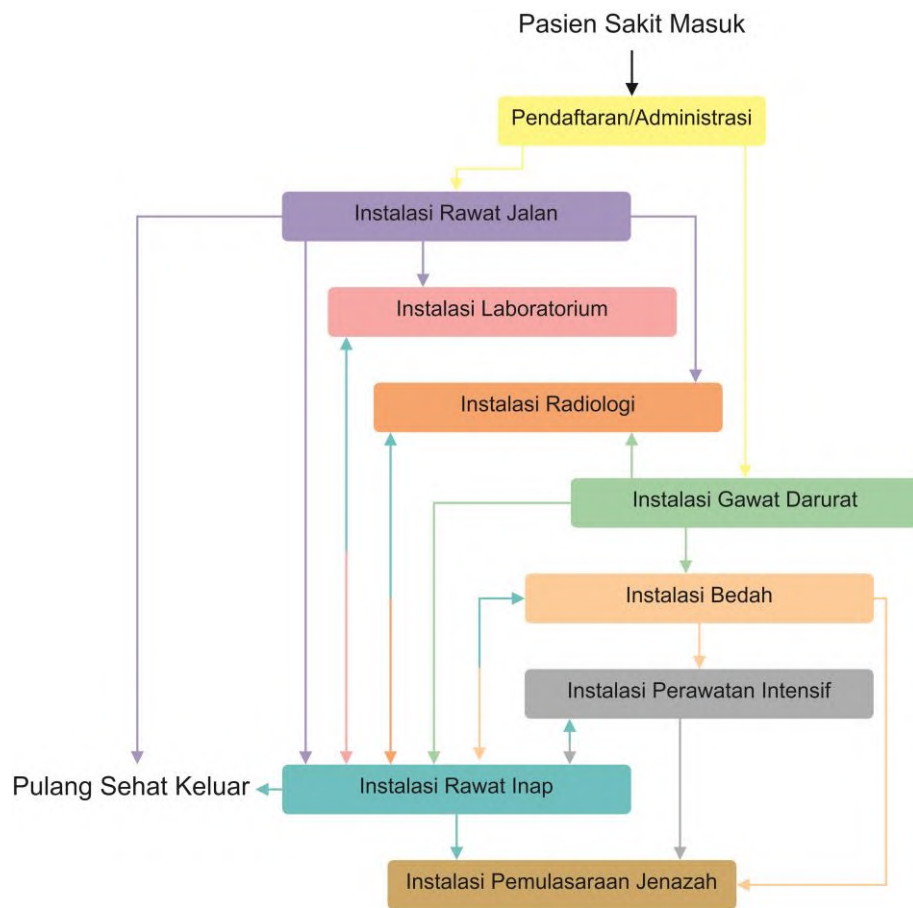 Pasien Sakit Masuk
Pendaftaran/Administrasi
Instalasi Rawat Jalan
Instalasi Laboratorium
Instalasi Radiologi
Instalasi Gawat Darurat
Instalasi Bedah
Instalasi Perawatan Intensif
Pulang Sehat Keluar
Instalasi Rawat Inap
Instalasi Pemulasaraan Jenazah